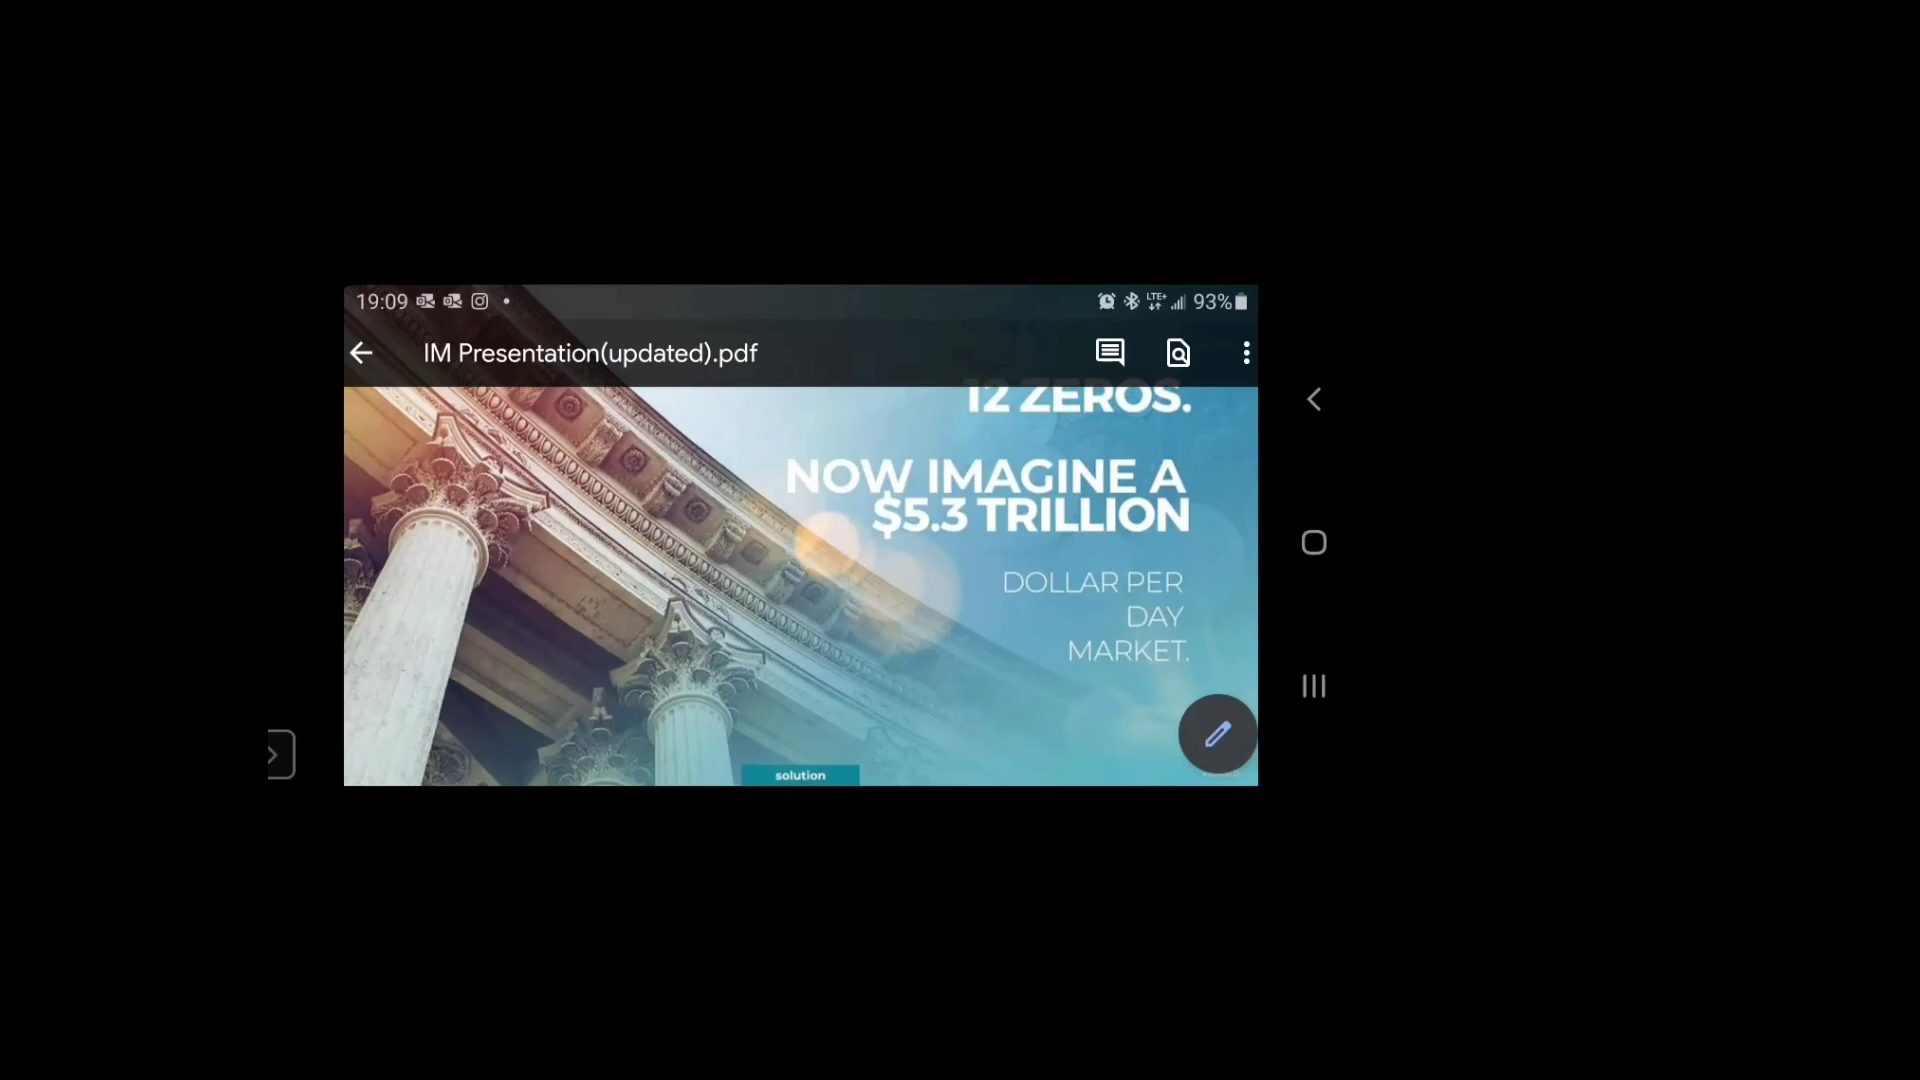 19:09
LTE+
93%
IM Presentation(updated).pdf
12 ZEROS.
NOW IMAGINE A
$5.3 TRILLION
DOLLAR PER
DAY
MARKET.
solution